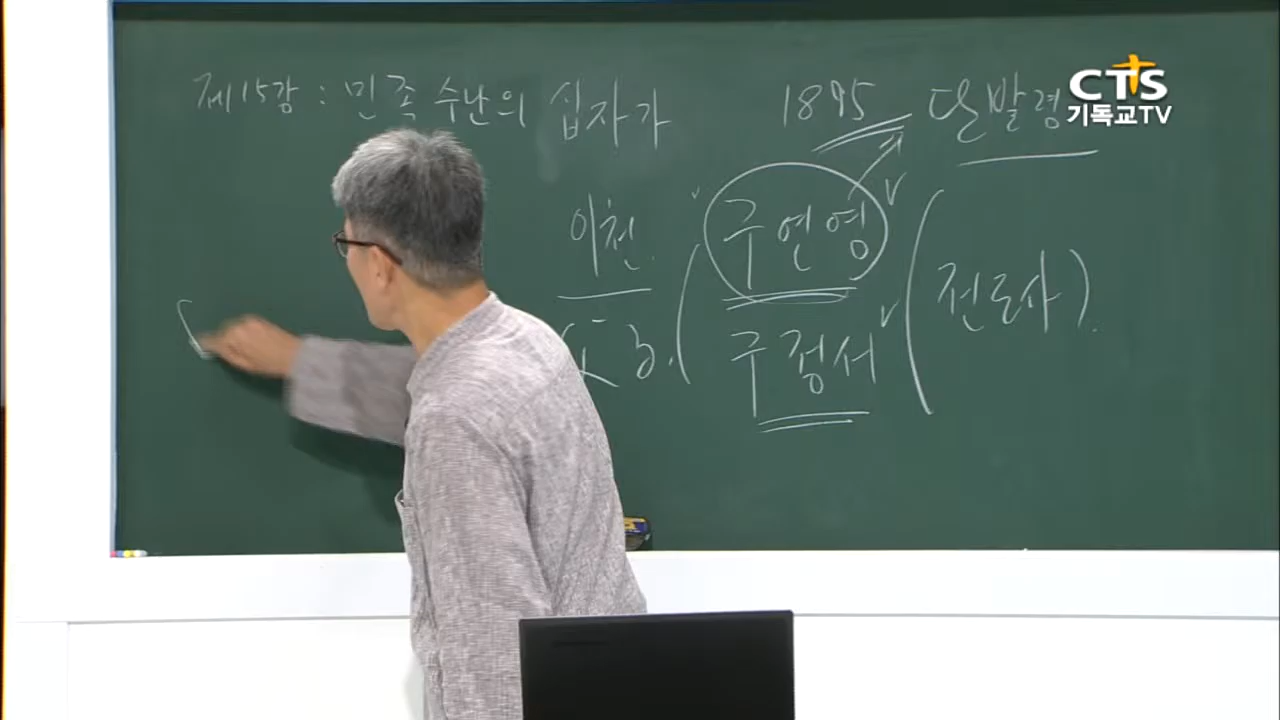 제15강 : 민족 수난의 십자가
1895 단발령
CTS
기독교TV
이천 구연영
구정서
(전도사).